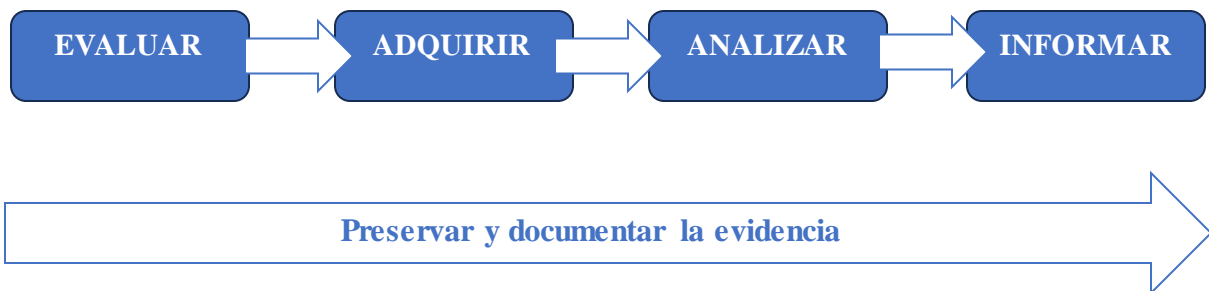 EVALUAR
ADQUIRIR
ANALIZAR
INFORMAR
Preservar y documentar la evidencia